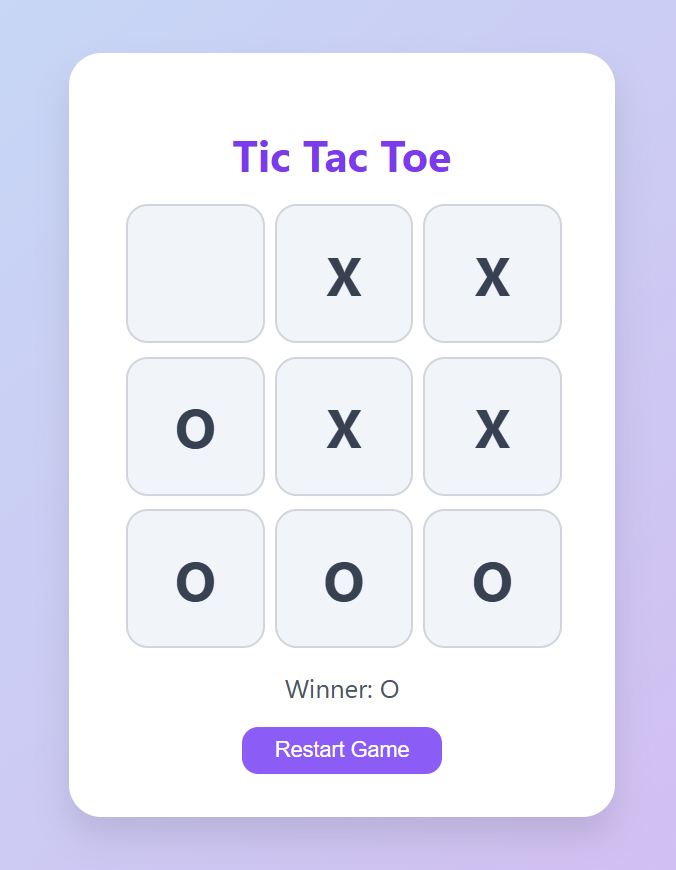 Tic Tac Toe
X X
O X X
O O O
Winner: O
Restart Game